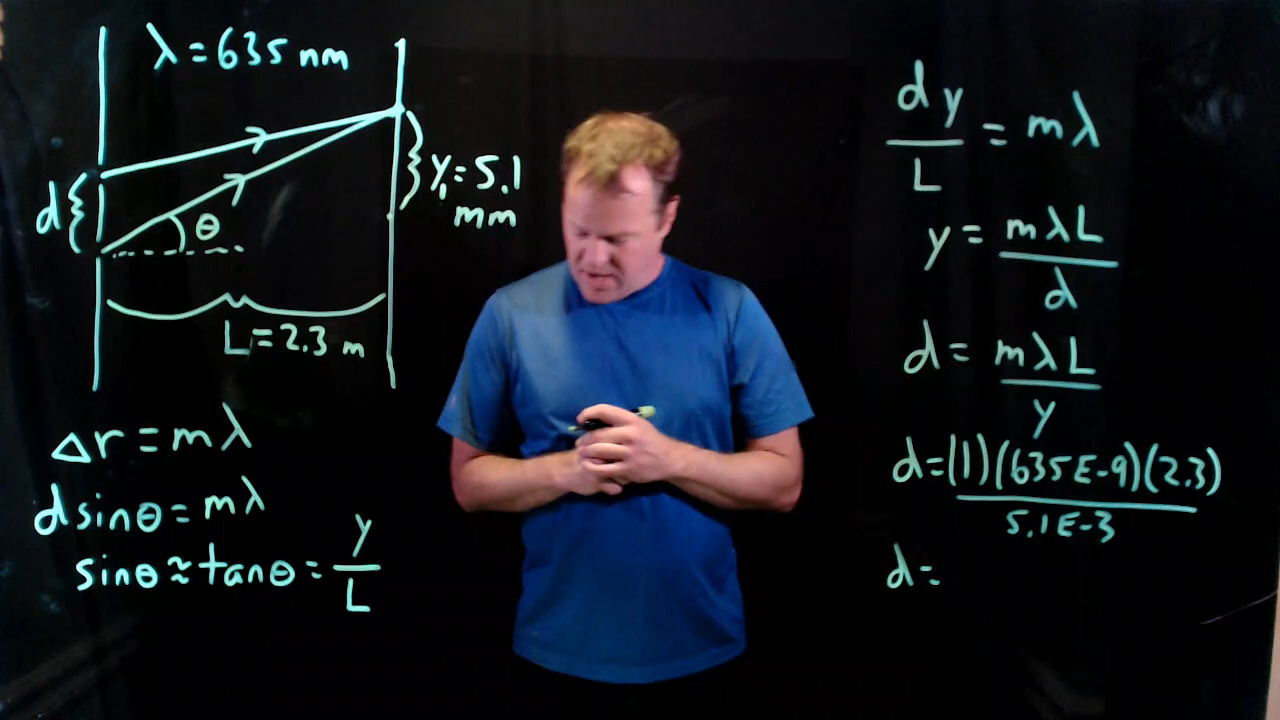 λ = 635 nm
d
θ
y₁ = 5.1
mm
L = 2.3 m
Δr = mλ
d sinθ = mλ
sinθ ≈ tanθ = y/L
dy/L = mλ
y = mλL/d
d = mλL/y
d = (1)(635E-9)(2.3)/5.1E-3
d =